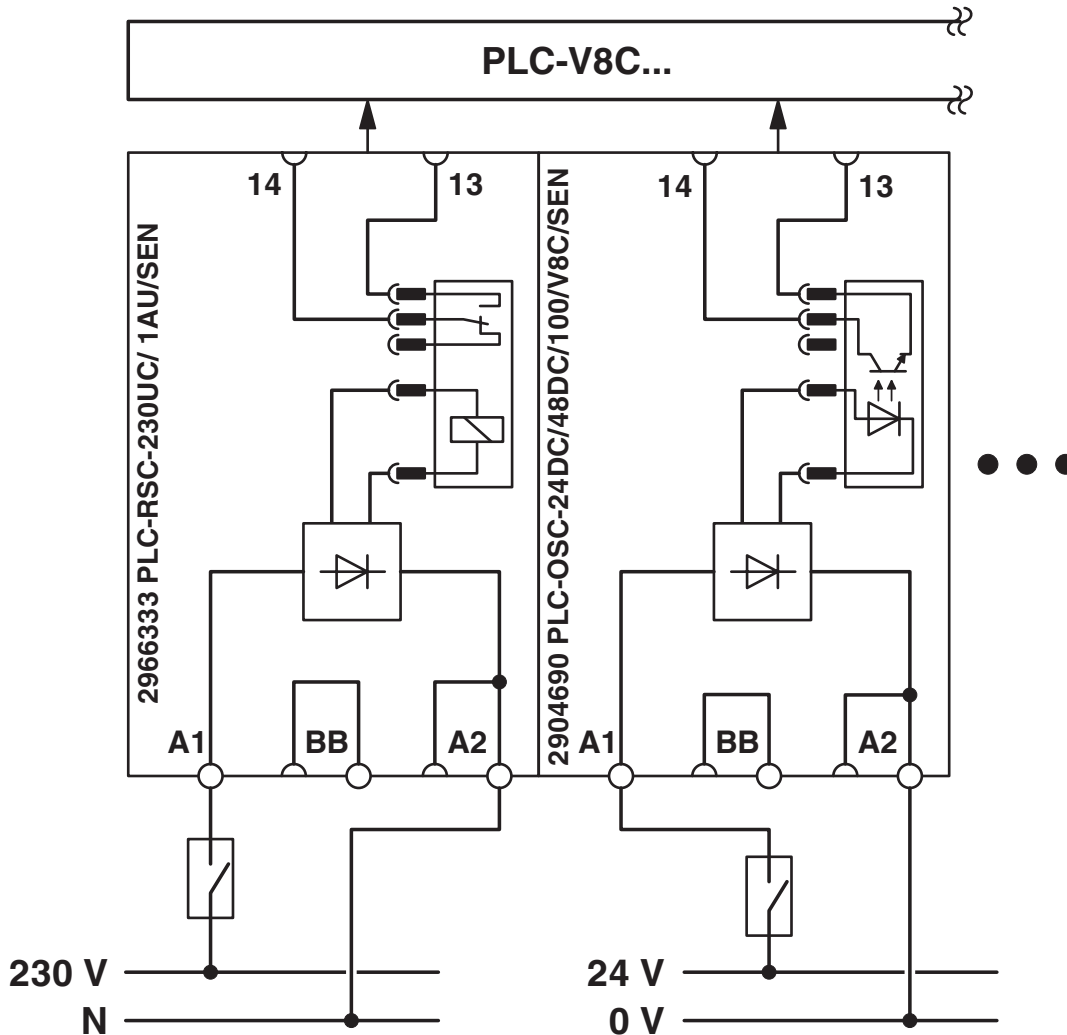 PLC-V8C...
14
13
14
13
2966333 PLC-RSC-230UC/ 1AU/SEN
2904690 PLC-OSC-24DC/48DC/100/V8C/SEN
A1
BB
A2
A1
BB
A2
230 V
24 V
N
0 V